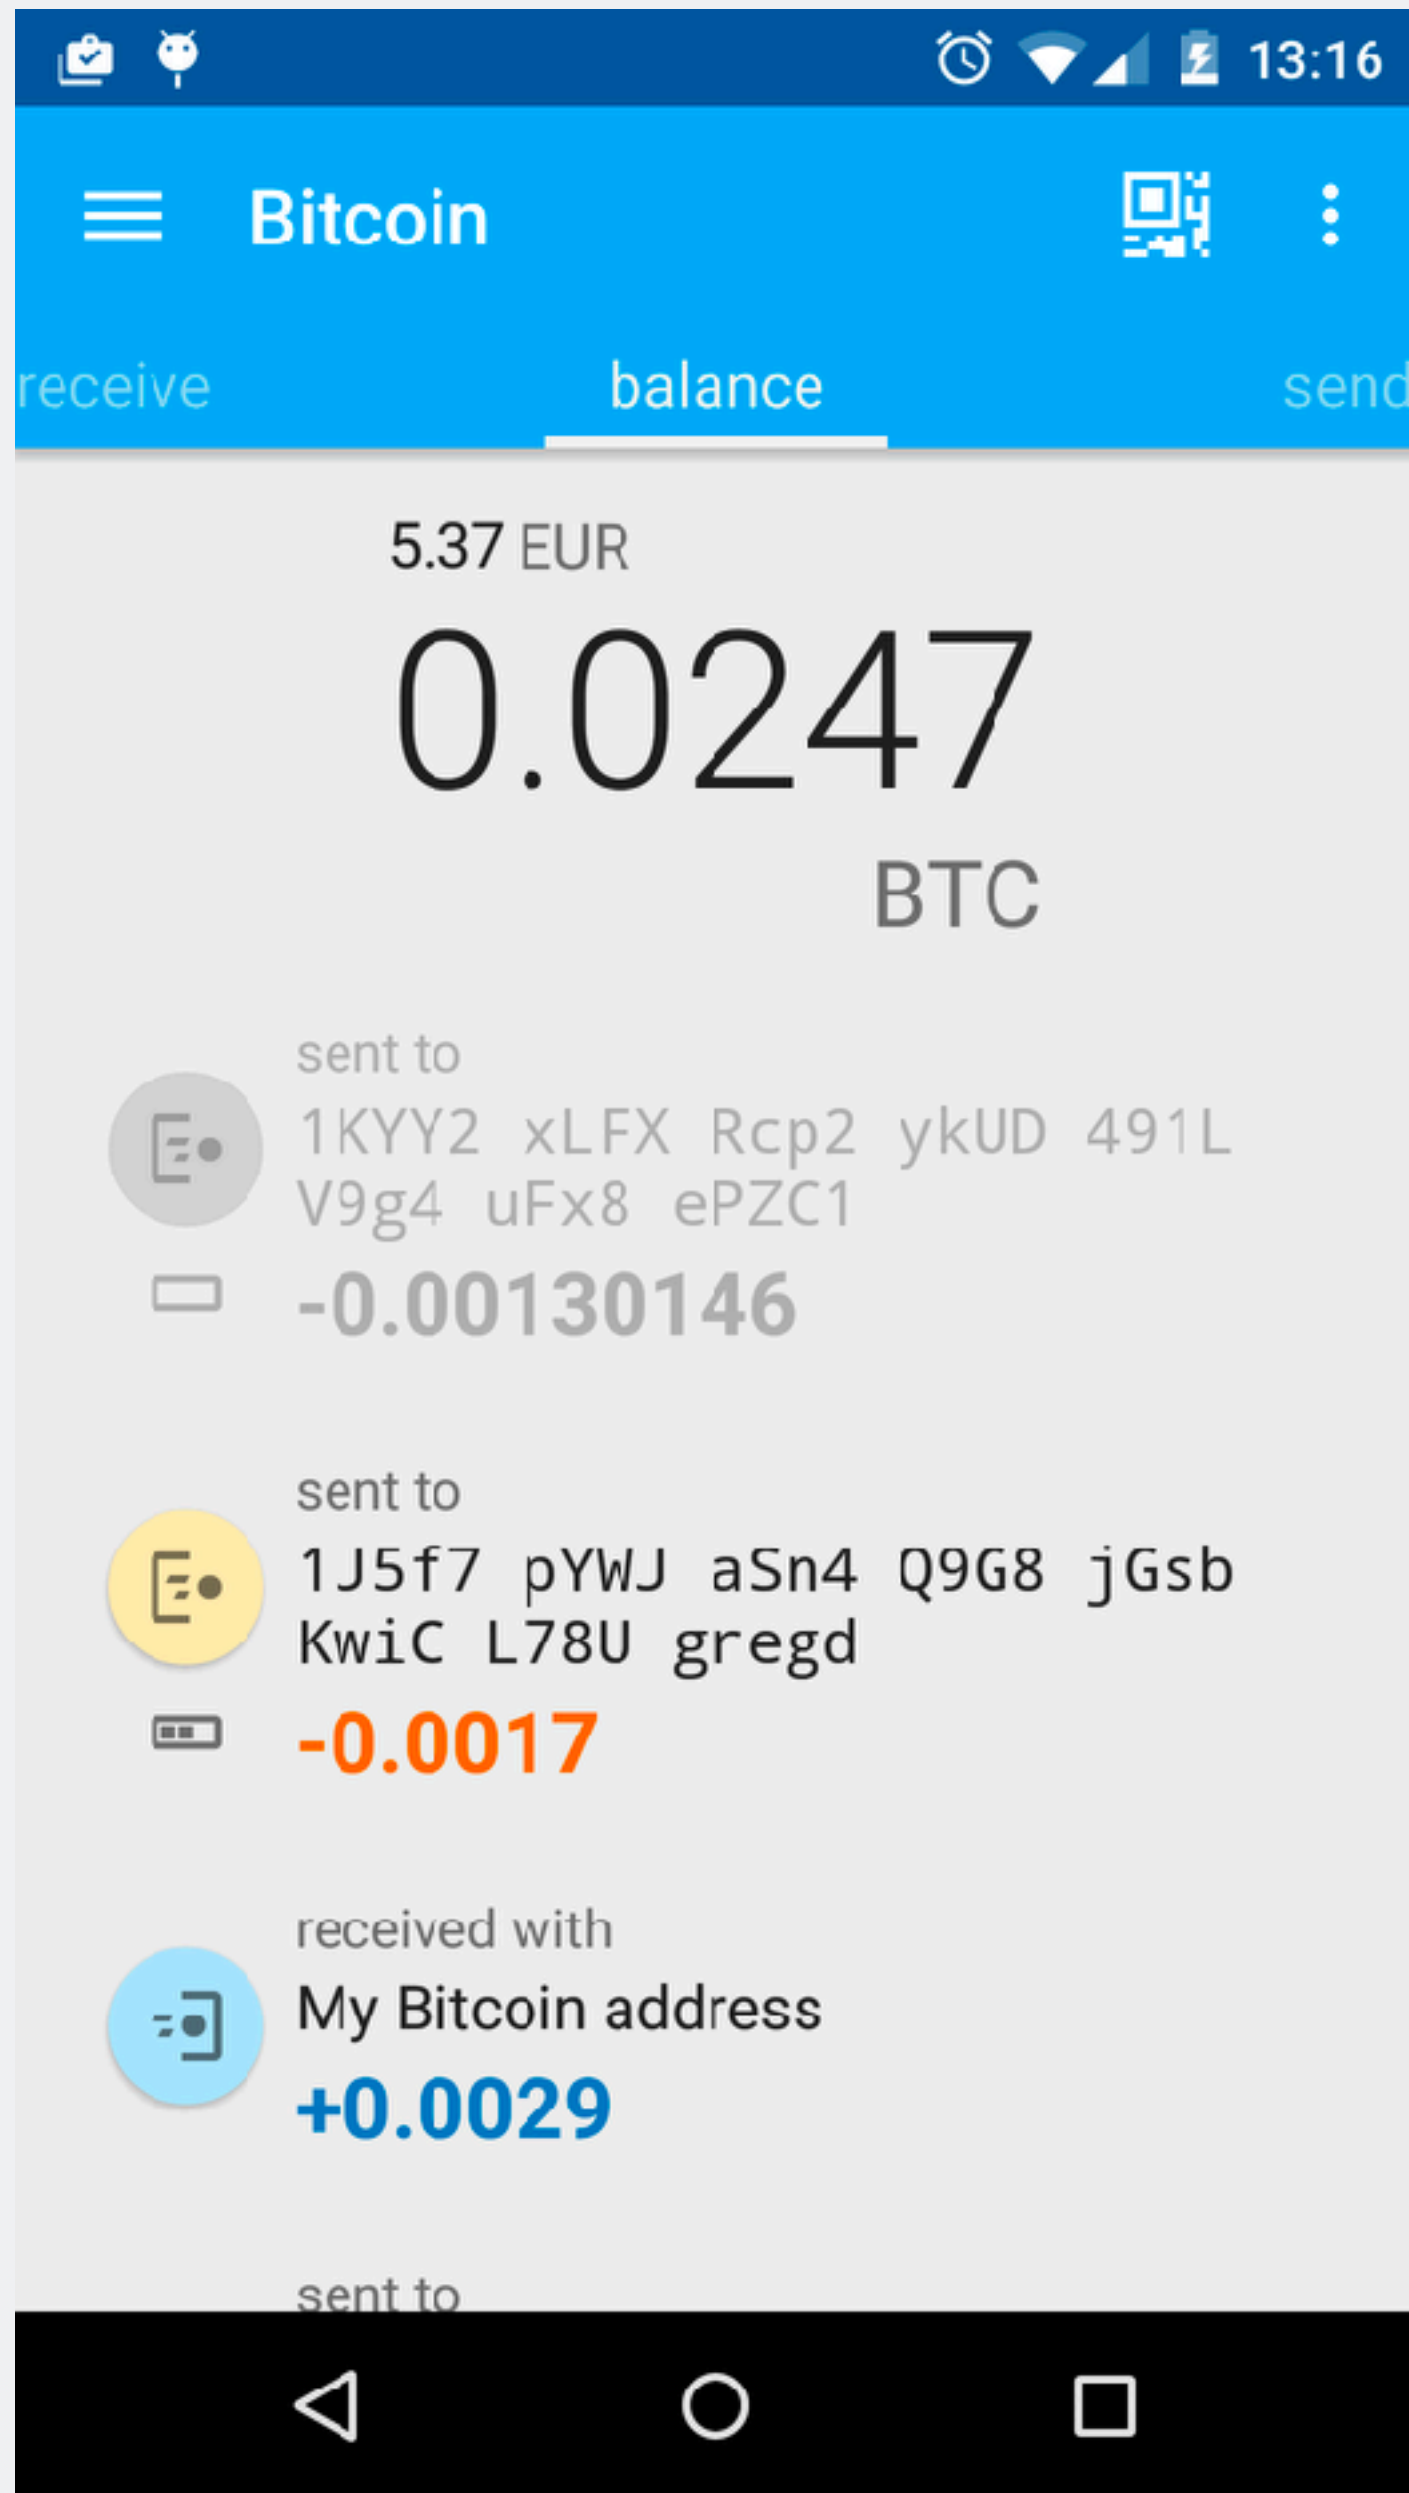 13:16
Bitcoin
receive balance send
5.37 EUR
0.0247
BTC
sent to
1KYY2 xLFX Rcp2 ykUD 491L
V9g4 uFx8 ePZC1
-0.00130146
sent to
1J5f7 pYWJ aSn4 Q9G8 jGsb
KwiC L78U gregd
-0.0017
received with
My Bitcoin address
+0.0029
sent to